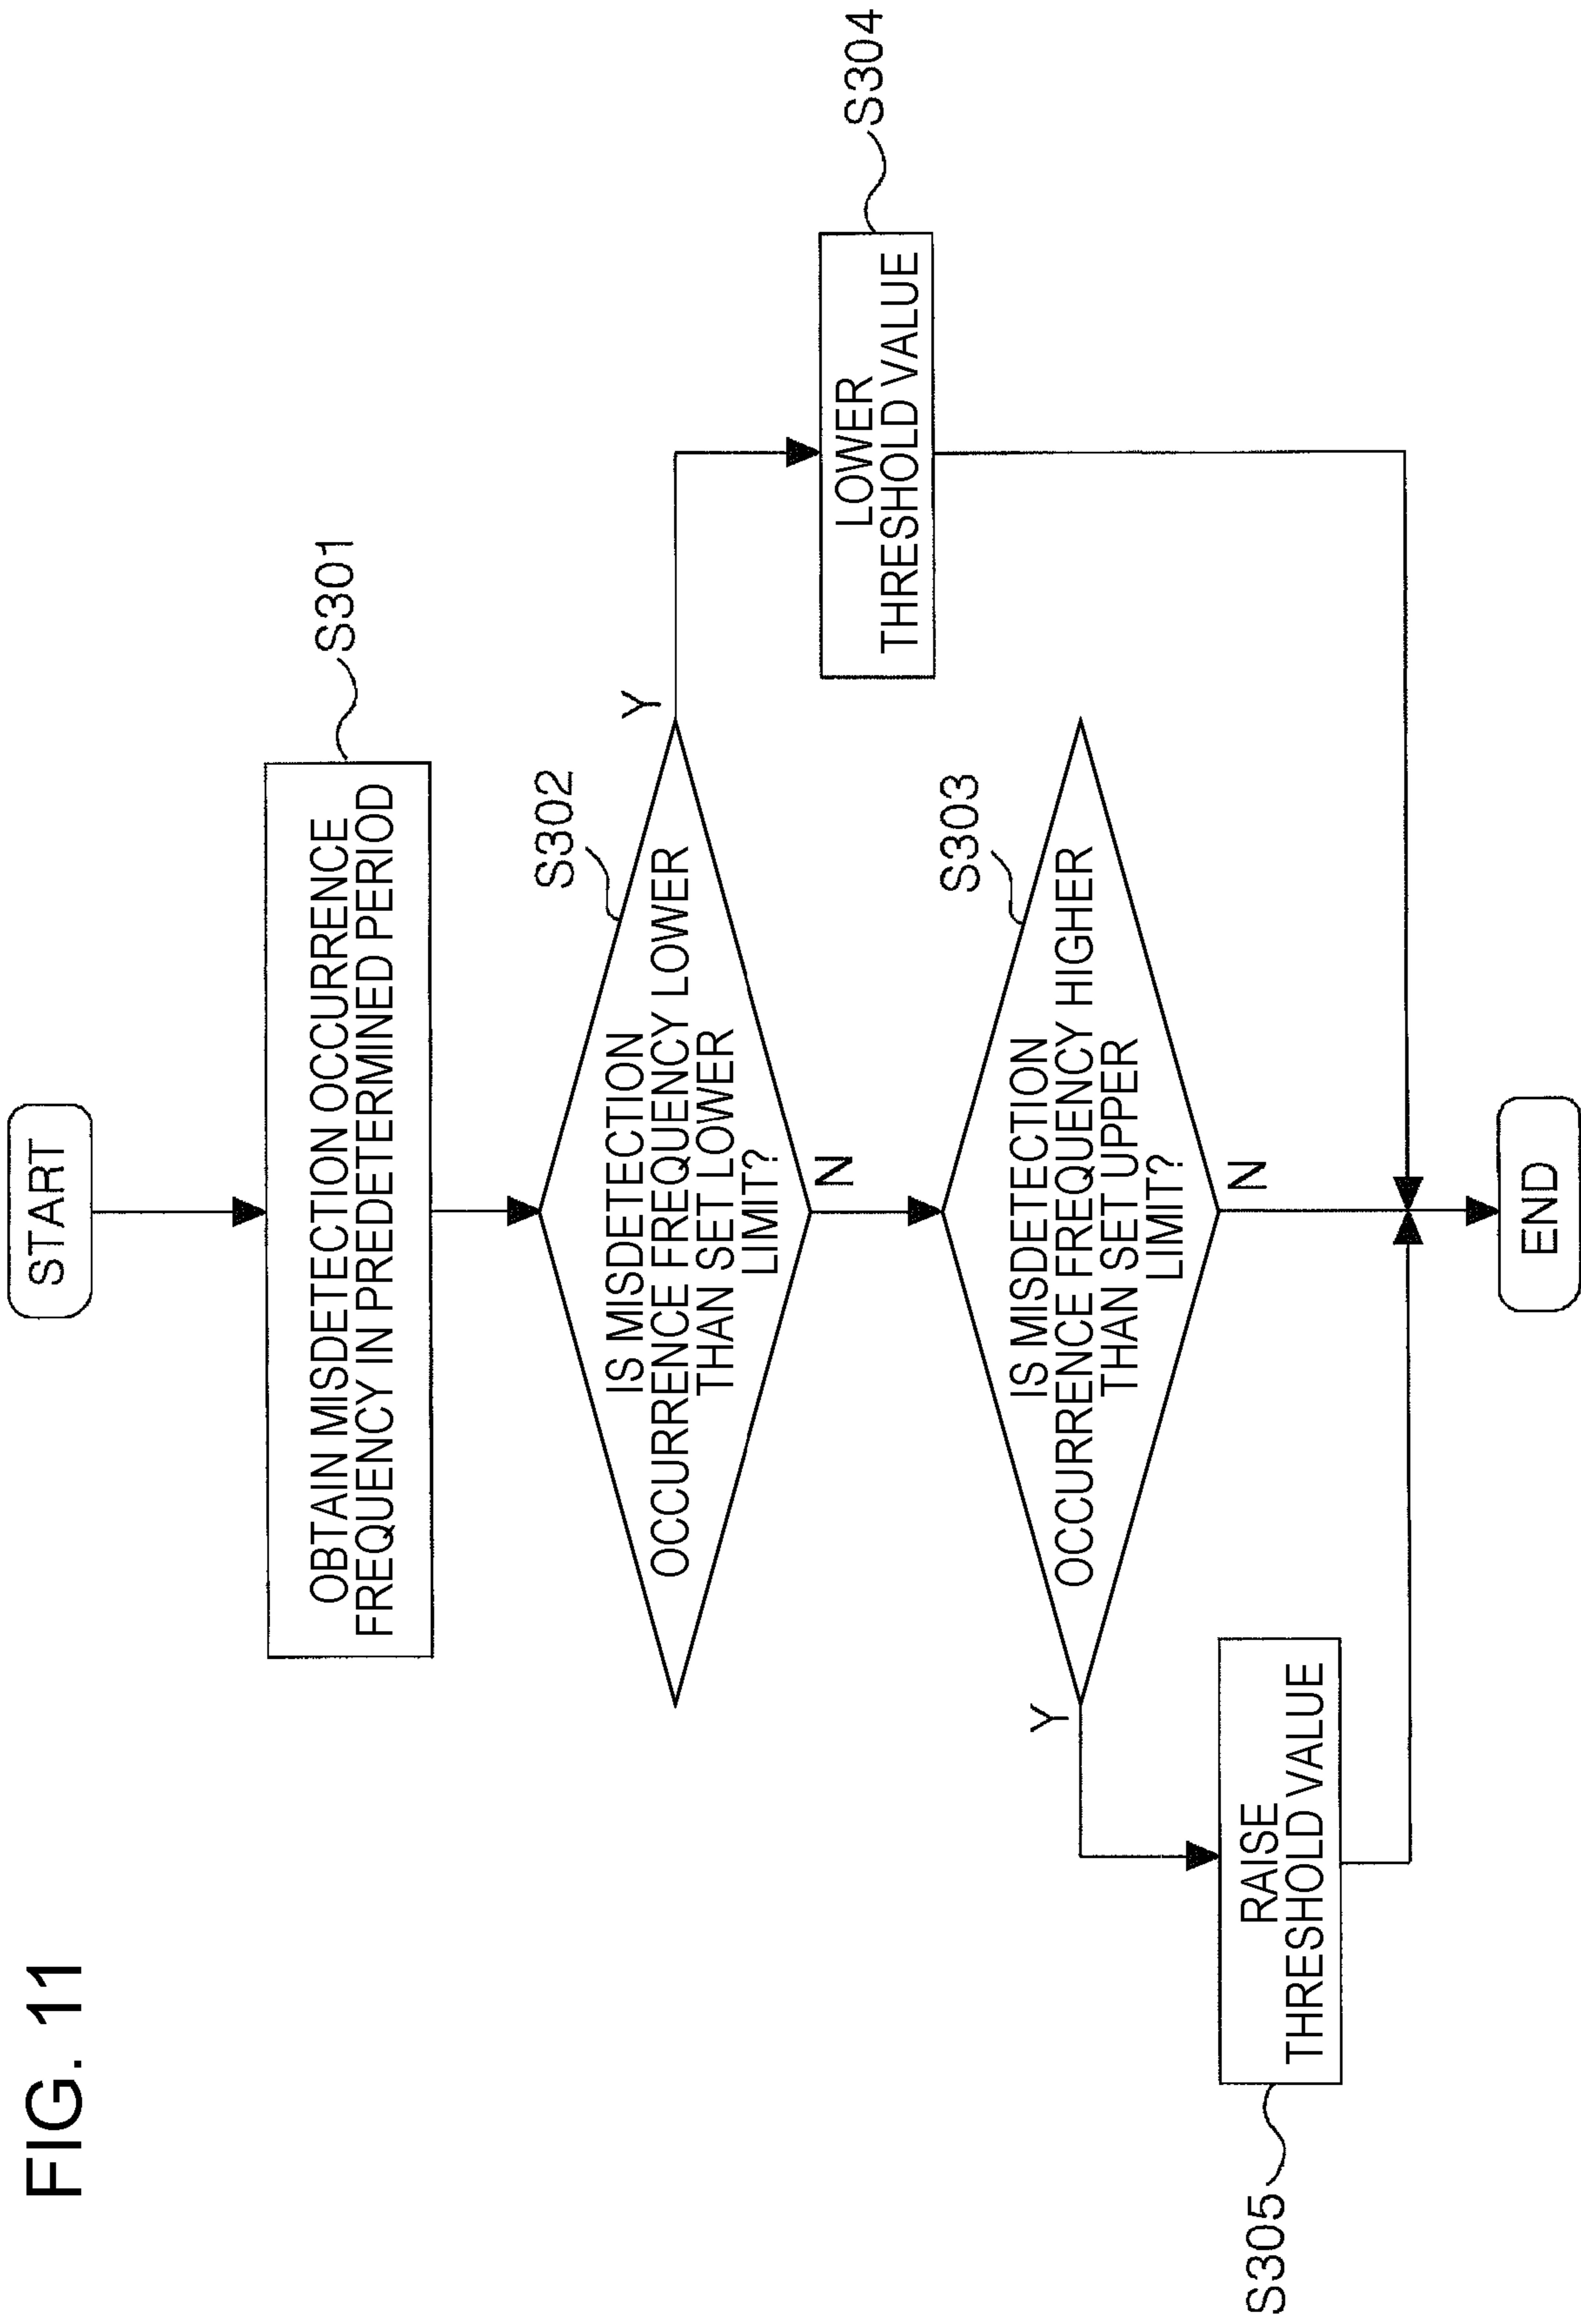 FIG. 11
START
OBTAIN MISDETECTION OCCURRENCE
FREQUENCY IN PREDETERMINED PERIOD
S301
IS MISDETECTION
OCCURRENCE FREQUENCY LOWER
THAN SET LOWER
LIMIT?
S302
Y
N
LOWER
THRESHOLD VALUE
S304
IS MISDETECTION
OCCURRENCE FREQUENCY HIGHER
THAN SET UPPER
LIMIT?
S303
Y
N
RAISE
THRESHOLD VALUE
S305
END